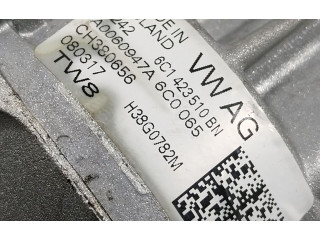 DE IN
LAND
VW AG
242
6C1 423 510 BN
A0060947A 6C0 065
CH380656
080317
H38G0782M
TW8